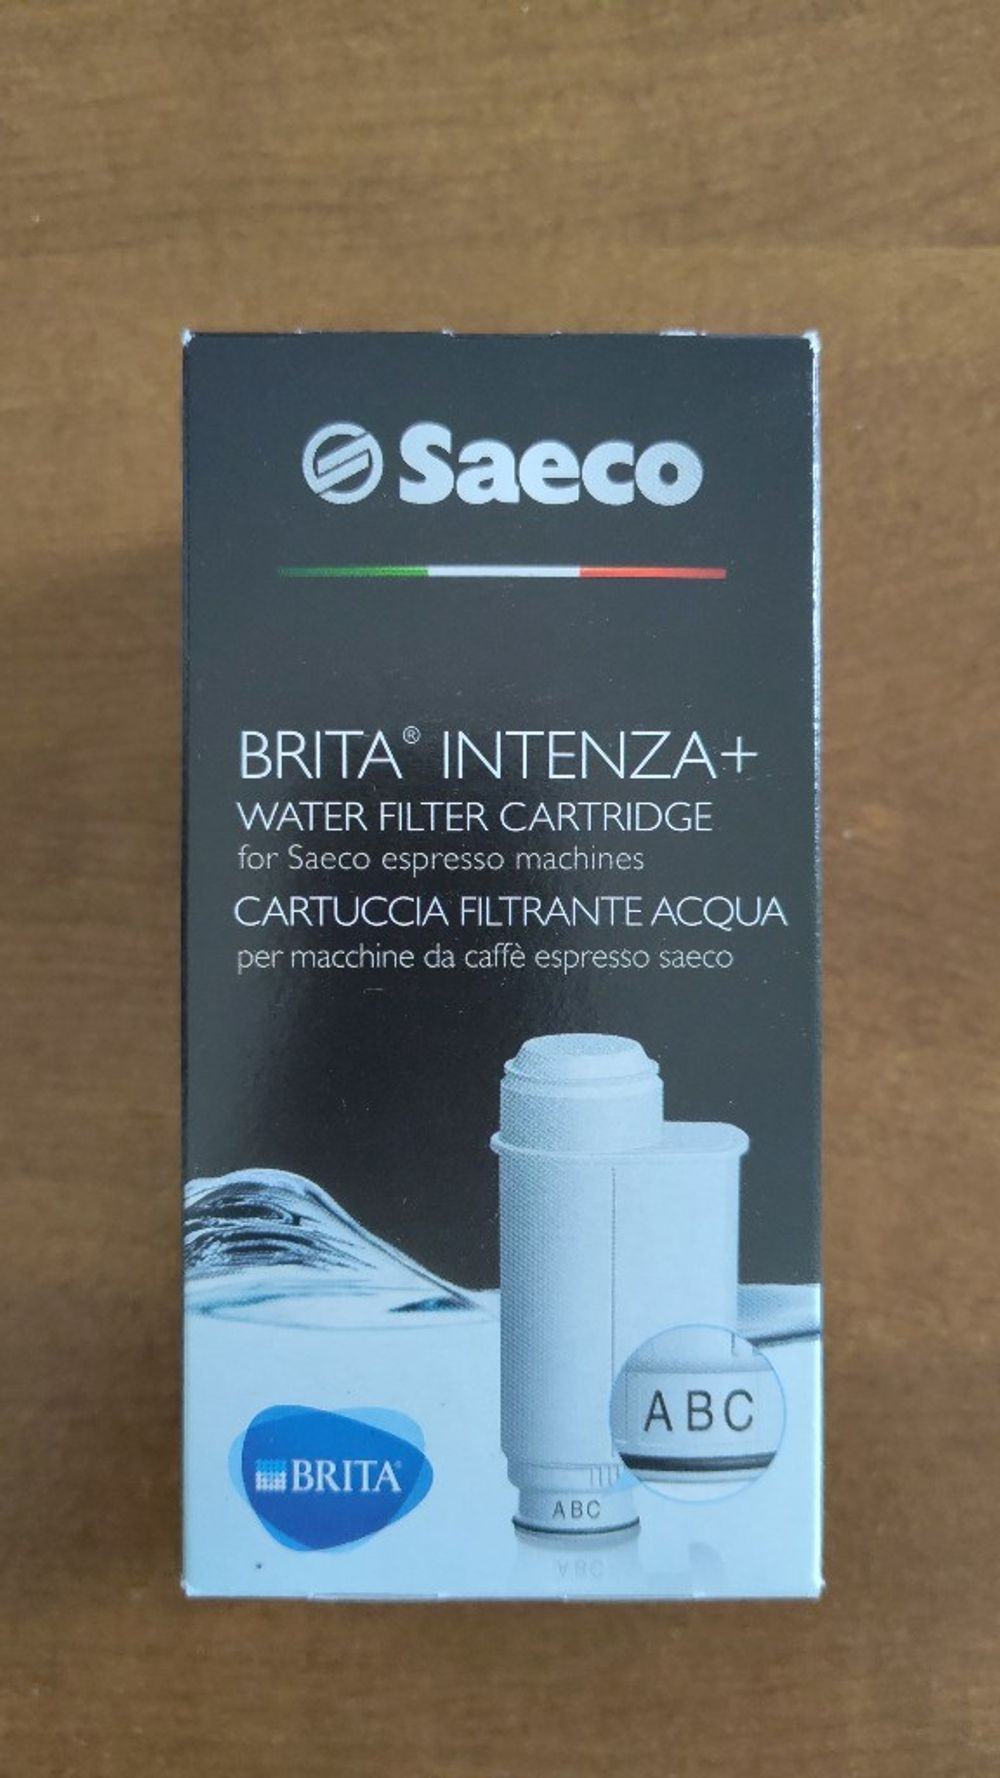 Saeco
BRITA® INTENZA+
WATER FILTER CARTRIDGE
for Saeco espresso machines
CARTUCCIA FILTRANTE ACQUA
per macchine da caffè espresso saeco
ABC
BRITA®
ABC
ABC